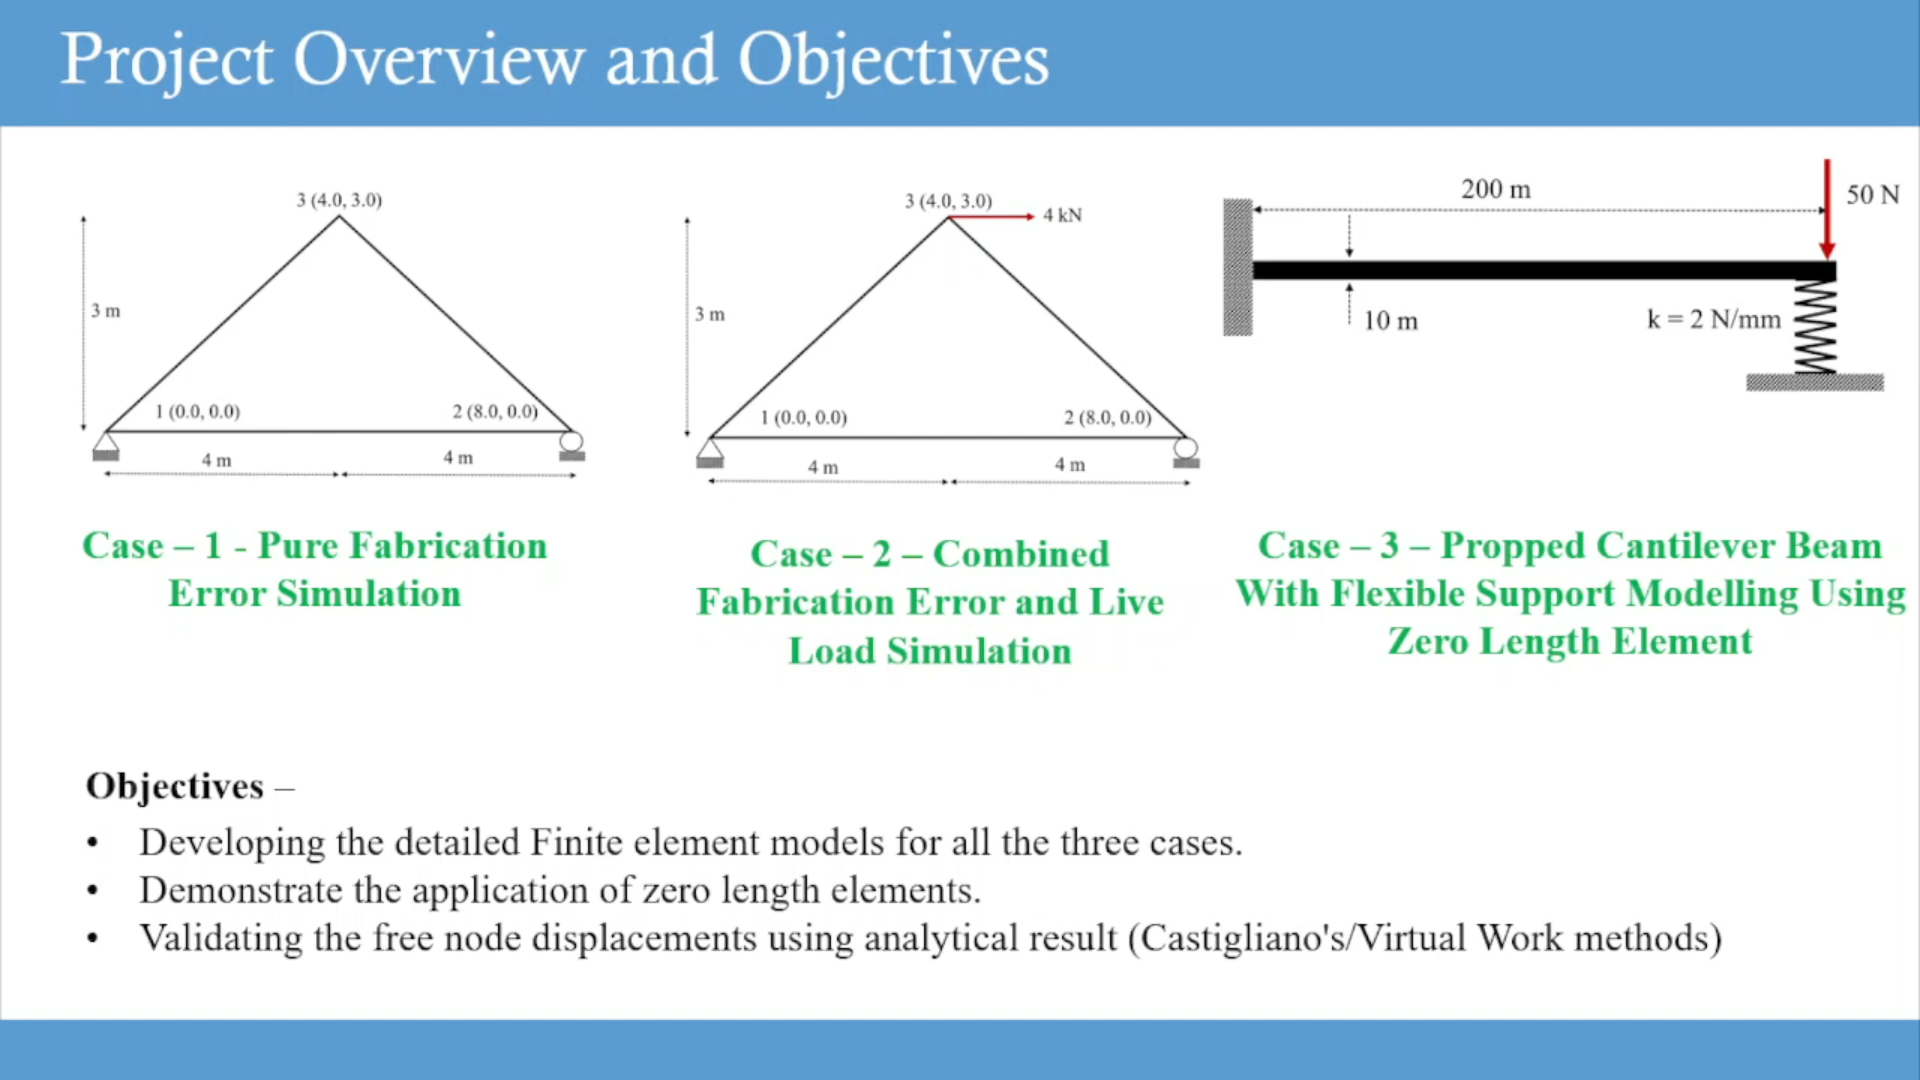 Project Overview and Objectives
3 (4.0, 3.0)
3 m
1 (0.0, 0.0)
2 (8.0, 0.0)
4 m
4 m
3 (4.0, 3.0)
4 kN
3 m
1 (0.0, 0.0)
2 (8.0, 0.0)
4 m
4 m
200 m
50 N
10 m
k = 2 N/mm
Case – 1 - Pure Fabrication
Error Simulation
Case – 2 – Combined
Fabrication Error and Live
Load Simulation
Case – 3 – Propped Cantilever Beam
With Flexible Support Modelling Using
Zero Length Element
Objectives –
• Developing the detailed Finite element models for all the three cases.
• Demonstrate the application of zero length elements.
• Validating the free node displacements using analytical result (Castigliano's/Virtual Work methods)